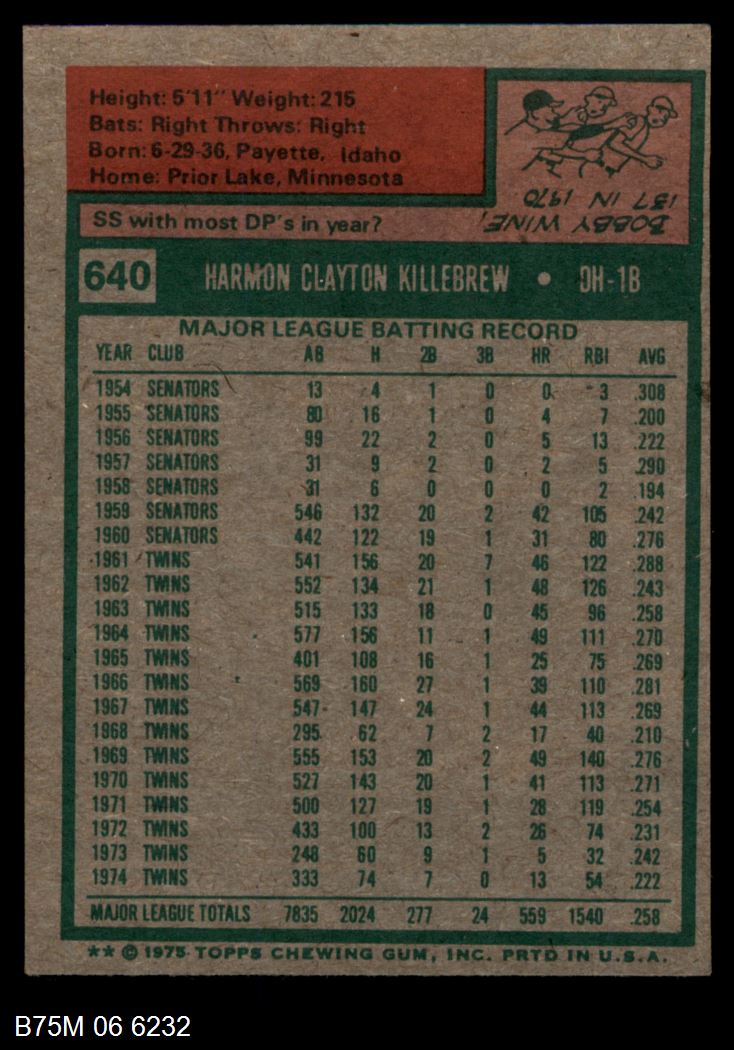 Height: 5'11" Weight: 215
Bats: Right Throws: Right
Born: 6-29-36, Payette, Idaho
Home: Prior Lake, Minnesota
SS with most DP's in year?
BOBBY WINE,
137 IN 1970
640 HARMON CLAYTON KILLEBREW • DH-1B
MAJOR LEAGUE BATTING RECORD
YEAR CLUB AB H 2B 3B HR RBI AVG
1954 SENATORS 13 4 1 0 0 3 .308
1955 SENATORS 80 16 1 0 4 7 .200
1956 SENATORS 99 22 2 0 5 13 .222
1957 SENATORS 31 9 2 0 2 5 .290
1958 SENATORS 31 6 0 0 0 2 .194
1959 SENATORS 546 132 20 2 42 105 .242
1960 SENATORS 442 122 19 1 31 80 .276
1961 TWINS 541 156 20 7 46 122 .288
1962 TWINS 552 134 21 1 48 126 .243
1963 TWINS 515 133 18 0 45 96 .258
1964 TWINS 577 156 11 1 49 111 .270
1965 TWINS 401 108 16 1 25 75 .269
1966 TWINS 569 160 27 1 39 110 .281
1967 TWINS 547 147 24 1 44 113 .269
1968 TWINS 295 62 7 2 17 40 .210
1969 TWINS 555 153 20 2 49 140 .276
1970 TWINS 527 143 20 1 41 113 .271
1971 TWINS 500 127 19 1 28 119 .254
1972 TWINS 433 100 13 2 26 74 .231
1973 TWINS 248 60 9 1 5 32 .242
1974 TWINS 333 74 7 0 13 54 .222
MAJOR LEAGUE TOTALS 7835 2024 277 24 559 1540 .258
** © 1975 TOPPS CHEWING GUM, INC. PRTD IN U.S.A.
B75M 06 6232